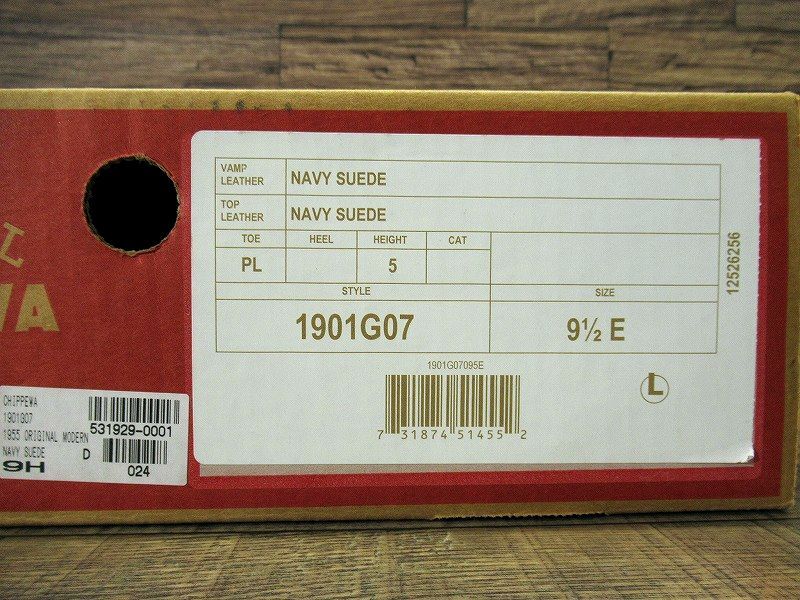 L
WA
VAMP LEATHER NAVY SUEDE
TOP LEATHER NAVY SUEDE
TOE HEEL HEIGHT CAT
PL 5
STYLE SIZE
1901G07 9½ E
1901G07095E
7 31874 51455 2
L
12526256
CHIPPEWA
1901G07
1955 ORIGINAL MODERN
NAVY SUEDE D
9H
531929-0001
024